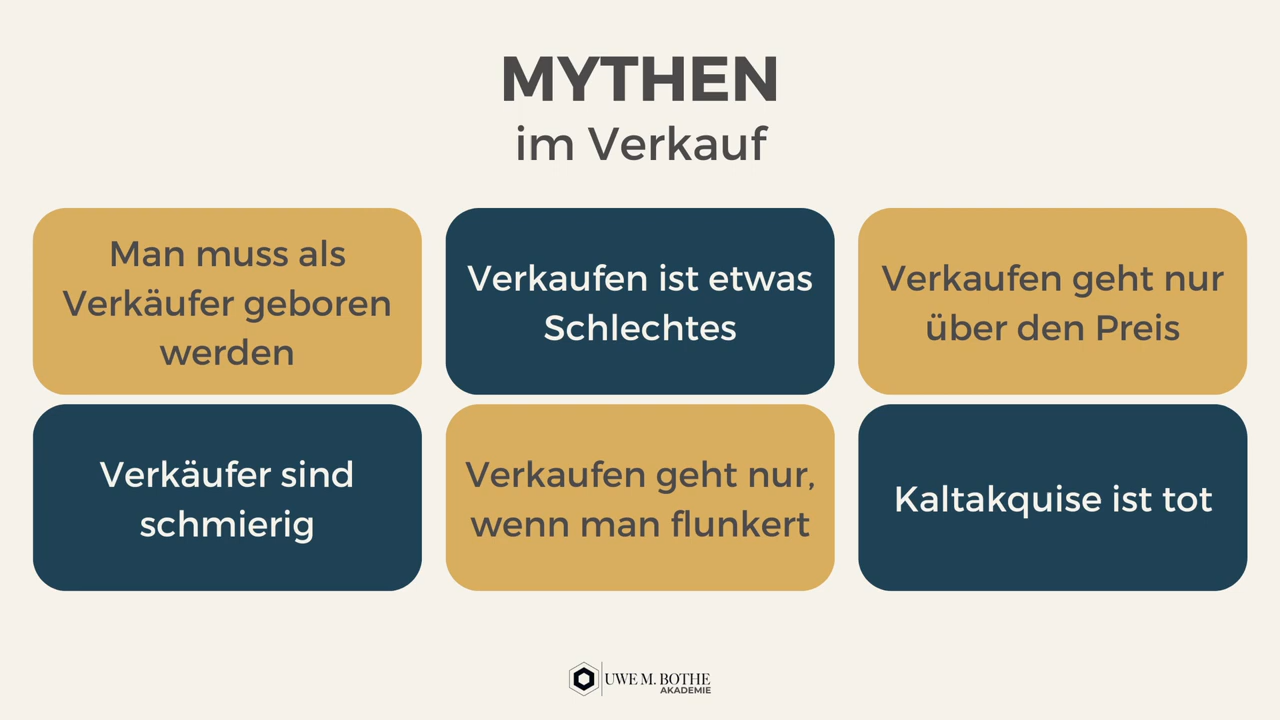 MYTHEN
im Verkauf
Man muss als
Verkäufer geboren
werden
Verkaufen ist etwas
Schlechtes
Verkaufen geht nur
über den Preis
Verkäufer sind
schmierig
Verkaufen geht nur,
wenn man flunkert
Kaltakquise ist tot
UWE M. BOTHE
AKADEMIE